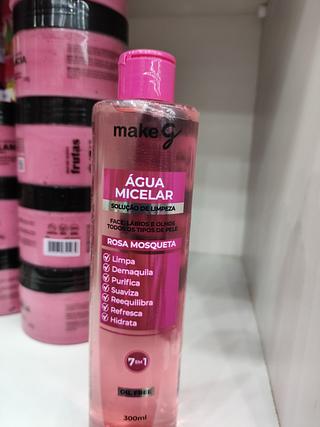 make g
ÁGUA
MICELAR
SOLUÇÃO DE LIMPEZA
FACE, LÁBIOS E OLHOS
TODOS OS TIPOS DE PELE
ROSA MOSQUETA
Limpa
Demaquila
Purifica
Suaviza
Reequilibra
Refresca
Hidrata
7 EM 1
OIL FREE
300ml
frutas